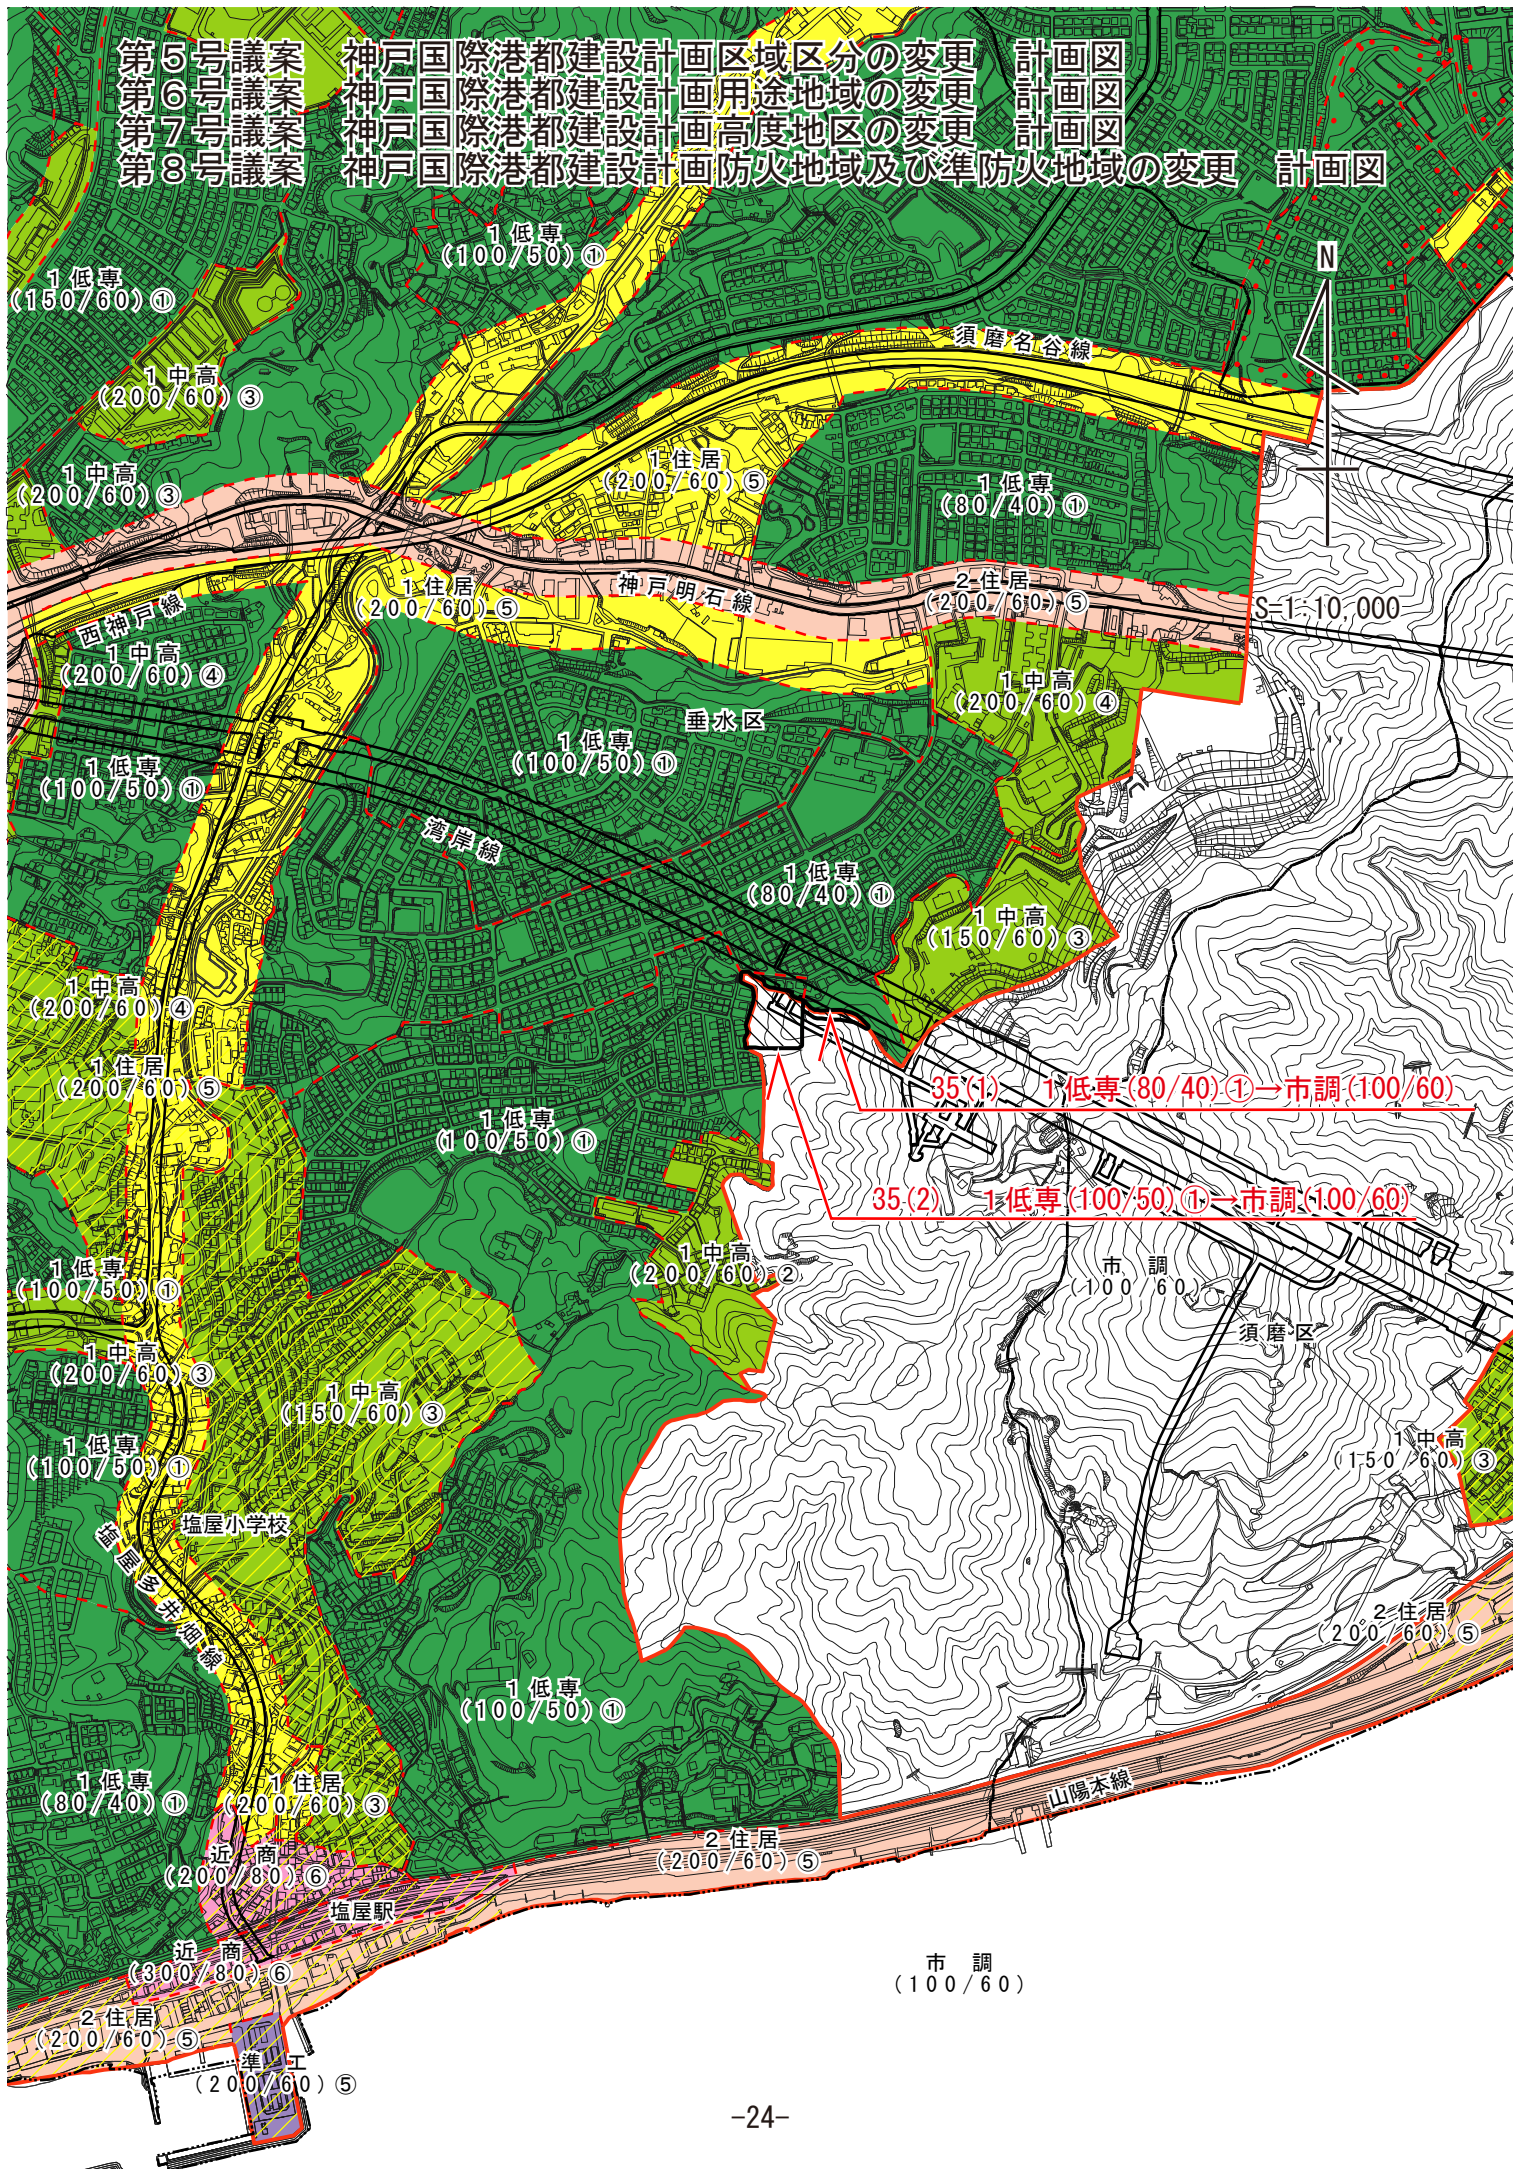 第５号議案　神戸国際港都建設計画区域区分の変更　計画図
第６号議案　神戸国際港都建設計画用途地域の変更　計画図
第７号議案　神戸国際港都建設計画高度地区の変更　計画図
第８号議案　神戸国際港都建設計画防火地域及び準防火地域の変更　計画図
１低専
(100/50)①
N
１低専
(150/60)①
須磨名谷線
１中高
(200/60)③
１中高
(200/60)③
１住居
(200/60)⑤
１低専
(80/40)①
１住居
(200/60)⑤
神戸明石線
２住居
(200/60)⑤
S=1:10,000
西神戸線
１中高
(200/60)④
１中高
(200/60)④
垂水区
１低専
(100/50)①
１低専
(100/50)①
湾岸線
１低専
(80/40)①
１中高
(150/60)③
１中高
(200/60)④
１住居
(200/60)⑤
35(1)　１低専(80/40)①→市調(100/60)
１低専
(100/50)①
35(2)　１低専(100/50)①→市調(100/60)
１中高
(200/60)②
市　調
(100/60)
１低専
(100/50)①
須磨区
１中高
(200/60)③
１中高
(150/60)③
１低専
(100/50)①
１中高
(150/60)③
塩屋小学校
塩屋多井畑線
２住居
(200/60)⑤
１低専
(100/50)①
１低専
(80/40)①
１住居
(200/60)③
山陽本線
２住居
(200/60)⑤
近　商
(200/80)⑥
塩屋駅
近　商
(300/80)⑥
市　調
(100/60)
２住居
(200/60)⑤
準　工
(200/60)⑤
-24-